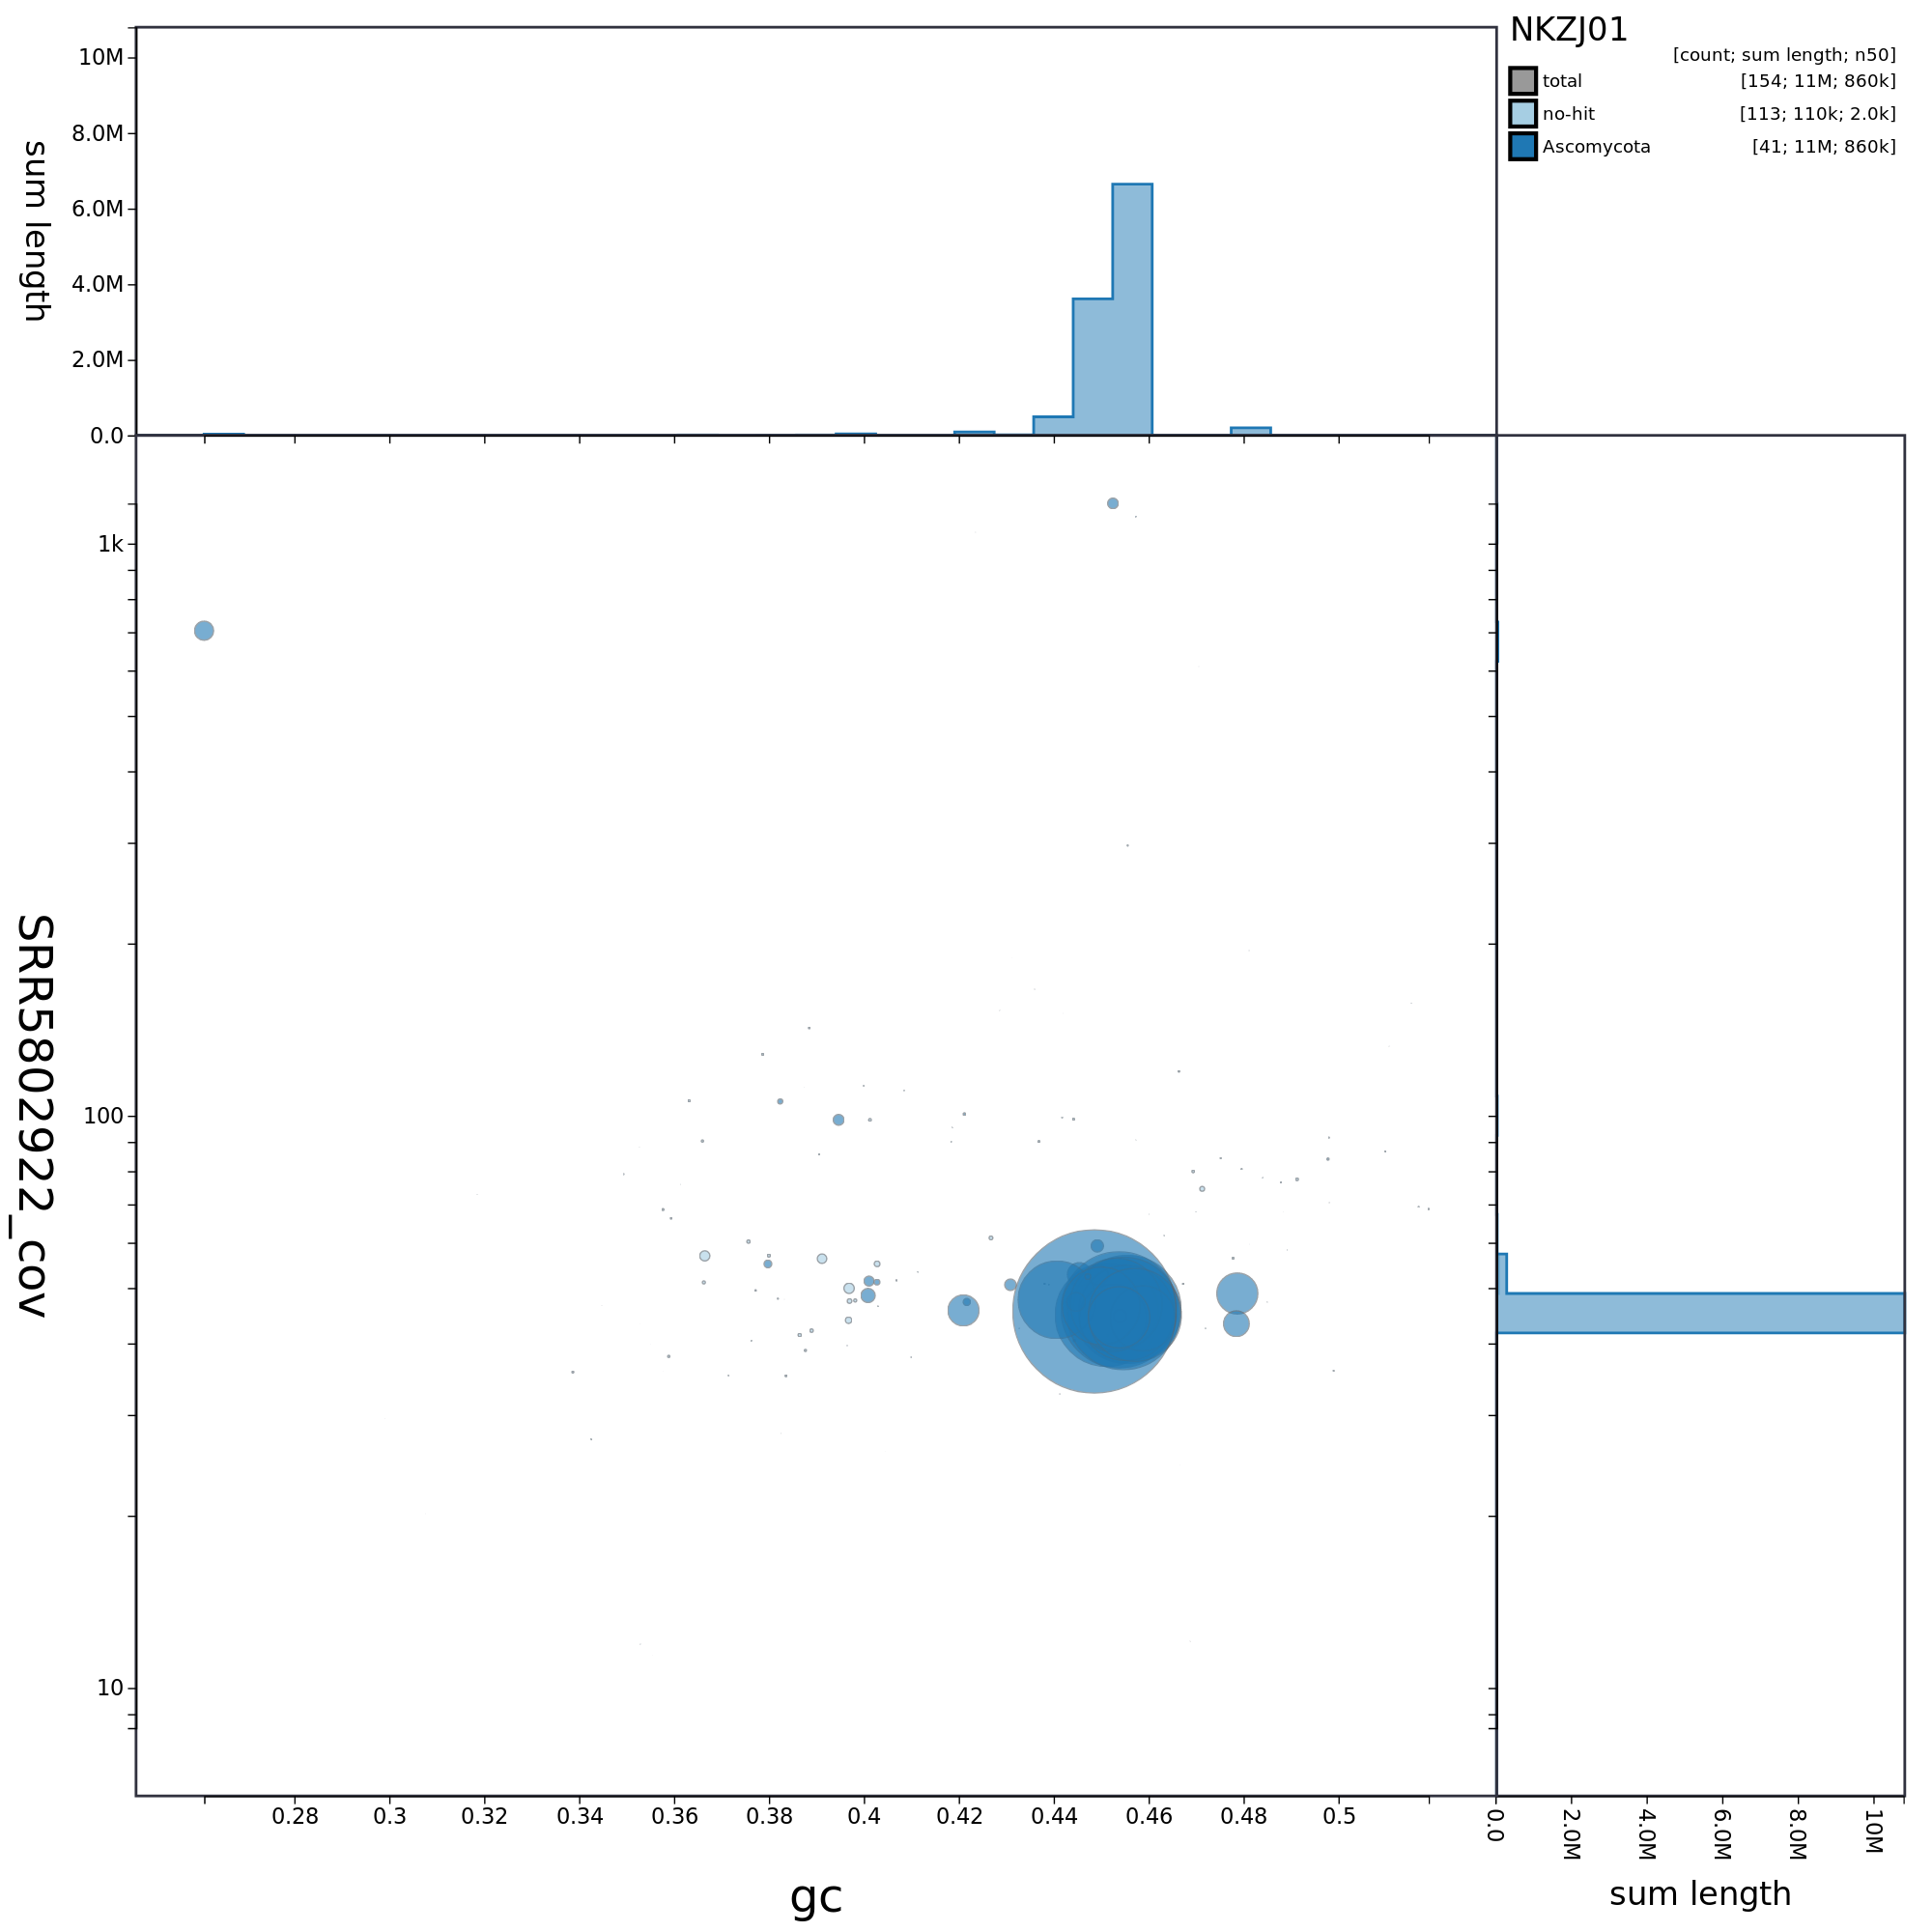 NKZJ01
[count; sum length; n50]
total [154; 11M; 860k]
no-hit [113; 110k; 2.0k]
Ascomycota [41; 11M; 860k]
sum length
10M
8.0M
6.0M
4.0M
2.0M
0.0
SRR5802922_cov
1k
100
10
0.28 0.3 0.32 0.34 0.36 0.38 0.4 0.42 0.44 0.46 0.48 0.5
gc
0.0 2.0M 4.0M 6.0M 8.0M 10M
sum length